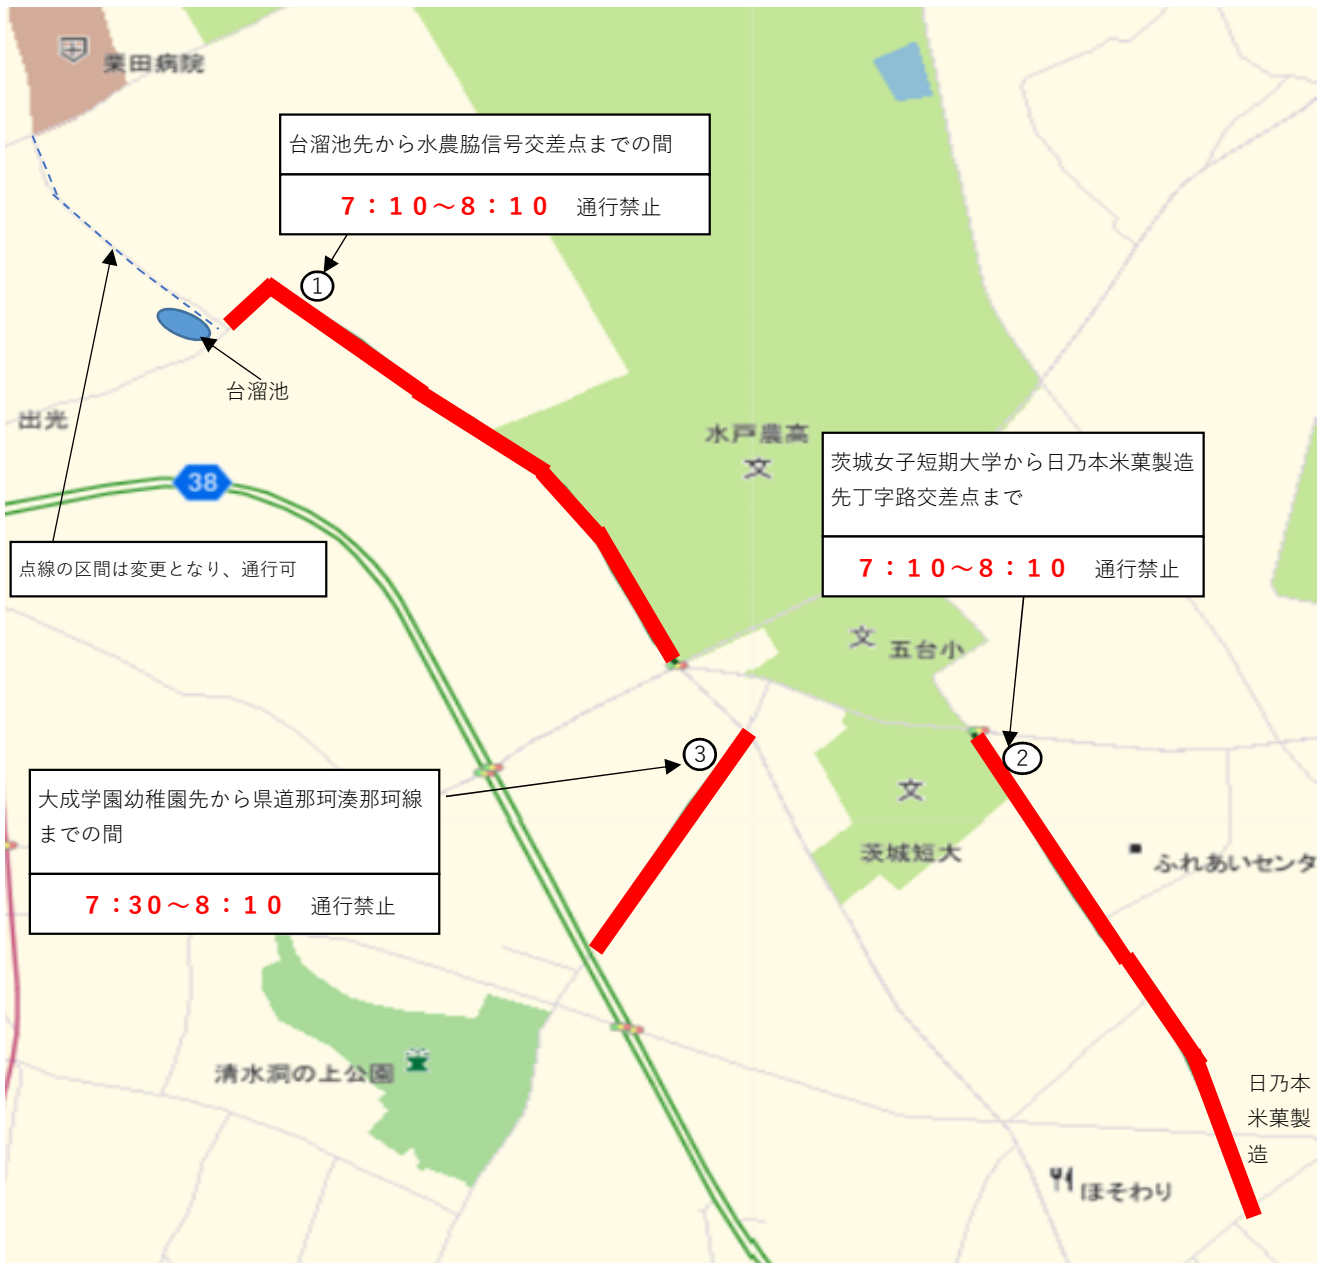 栗田病院
台溜池先から水農脇信号交差点までの間
７：１０～８：１０　通行禁止
①
台溜池
出光
38
水戸農高
文
茨城女子短期大学から日乃本米菓製造
先丁字路交差点まで
７：１０～８：１０　通行禁止
点線の区間は変更となり、通行可
文
五台小
③
②
大成学園幼稚園先から県道那珂湊那珂線
までの間
７：30～８：１０　通行禁止
文
茨城短大
ふれあいセンタ
清水洞の上公園
日乃本
米菓製
造
ほそわり